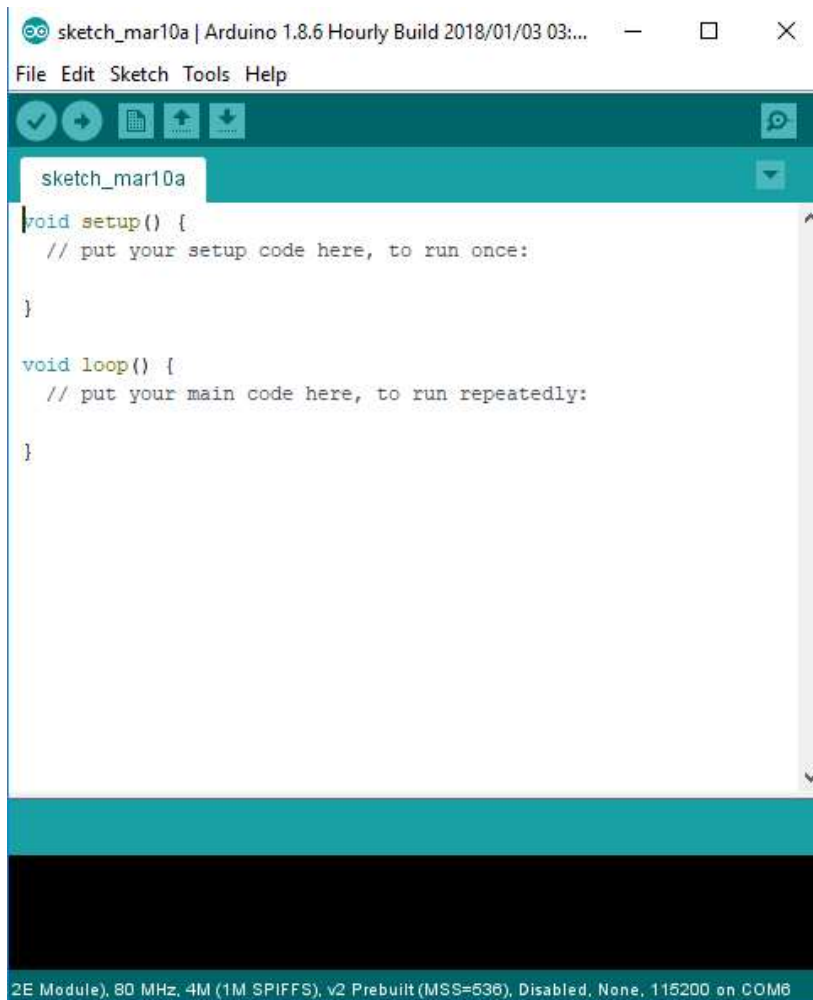 sketch_mar10a | Arduino 1.8.6 Hourly Build 2018/01/03 03:...
File Edit Sketch Tools Help
sketch_mar10a
void setup() {
  // put your setup code here, to run once:
}
void loop() {
  // put your main code here, to run repeatedly:
}
2E Module), 80 MHz, 4M (1M SPIFFS), v2 Prebuilt (MSS=536), Disabled, None, 115200 on COM6